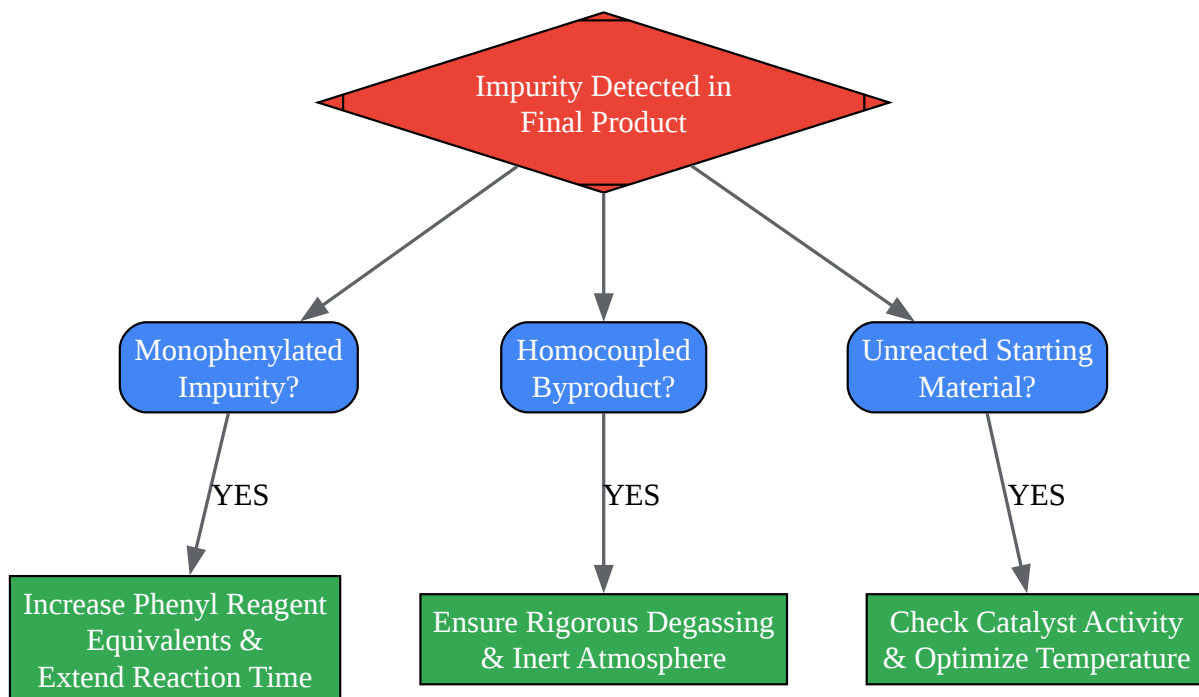 Impurity Detected in
Final Product
Monophenylated
Impurity?
Homocoupled
Byproduct?
Unreacted Starting
Material?
YES
YES
YES
Increase Phenyl Reagent
Equivalents &
Extend Reaction Time
Ensure Rigorous Degassing
& Inert Atmosphere
Check Catalyst Activity
& Optimize Temperature